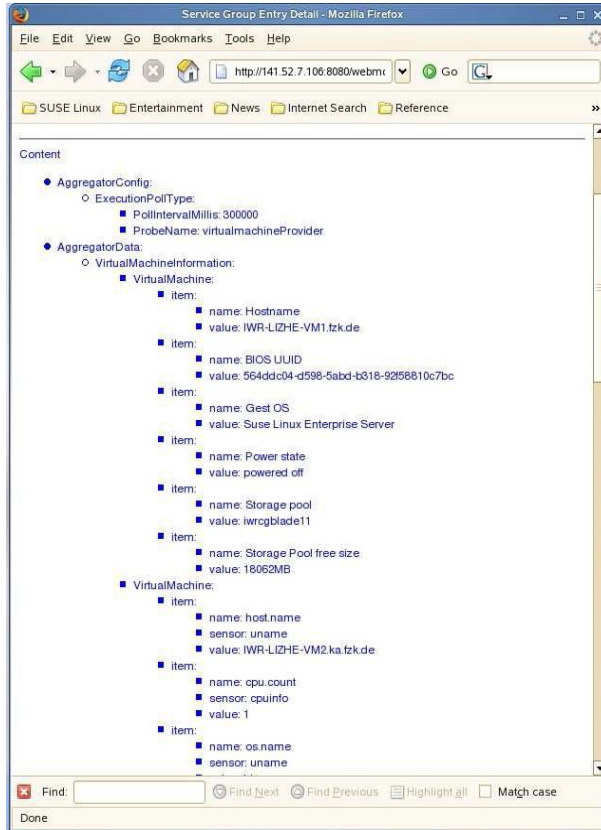 Service Group Entry Detail - Mozilla Firefox
File Edit View Go Bookmarks Tools Help
http://141.52.7.106:8080/webmc Go G
SUSE Linux Entertainment News Internet Search Reference »
Content
AggregatorConfig:
ExecutionPollType:
PollIntervalMillis: 300000
ProbeName: virtualmachineProvider
AggregatorData:
VirtualMachineInformation:
VirtualMachine:
item:
name: Hostname
value: IWR-LIZHE-VM1.fzk.de
item:
name: BIOS UUID
value: 564ddc04-d598-5abd-b318-92f58810c7bc
item:
name: Gest OS
value: Suse Linux Enterprise Server
item:
name: Power state
value: powered off
item:
name: Storage pool
value: iwrcgblade11
item:
name: Storage Pool free size
value: 18062MB
VirtualMachine:
item:
name: host.name
sensor: uname
value: IWR-LIZHE-VM2.ka.fzk.de
item:
name: cpu.count
sensor: cpuinfo
value: 1
item:
name: os.name
sensor: uname
Find: Find Next Find Previous Highlight all Match case
Done